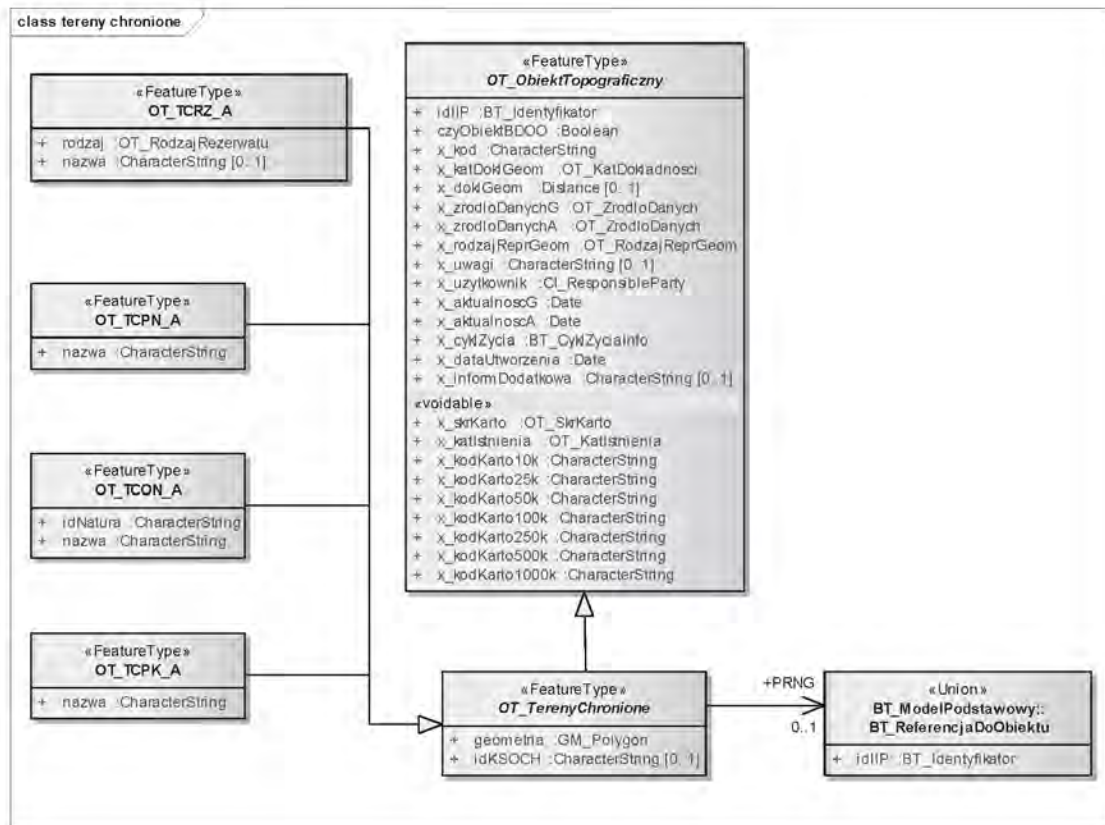 class tereny chronione
«FeatureType»
OT_TCRZ_A
+ rodzaj :OT_RodzajRezerwatu
+ nazwa :CharacterString [0..1]
«FeatureType»
OT_TCPN_A
+ nazwa :CharacterString
«FeatureType»
OT_TCON_A
+ idNatura :CharacterString
+ nazwa :CharacterString
«FeatureType»
OT_TCPK_A
+ nazwa :CharacterString
«FeatureType»
OT_ObiektTopograficzny
+ idIIP :BT_Identyfikator
+ czyObiektBDOO :Boolean
+ x_kod :CharacterString
+ x_katDoklGeom :OT_KatDokladnosci
+ x_doklGeom :Distance [0..1]
+ x_zrodloDanychG :OT_ZrodloDanych
+ x_zrodloDanychA :OT_ZrodloDanych
+ x_rodzajReprGeom :OT_RodzajReprGeom
+ x_uwagi :CharacterString [0..1]
+ x_uzytkownik :CI_ResponsibleParty
+ x_aktualnoscG :Date
+ x_aktualnoscA :Date
+ x_cyklZycia :BT_CyklZyciaInfo
+ x_dataUtworzenia :Date
+ x_informDodatkowa :CharacterString [0..1]
«voidable»
+ x_skrKarto :OT_SkrKarto
+ x_katIstnienia :OT_KatIstnienia
+ x_kodKarto10k :CharacterString
+ x_kodKarto25k :CharacterString
+ x_kodKarto50k :CharacterString
+ x_kodKarto100k :CharacterString
+ x_kodKarto250k :CharacterString
+ x_kodKarto500k :CharacterString
+ x_kodKarto1000k :CharacterString
«FeatureType»
OT_TerenyChronione
+ geometria :GM_Polygon
+ idKSOCH :CharacterString [0..1]
+PRNG
0..1
«Union»
BT_ModelPodstawowy::
BT_ReferencjaDoObiektu
+ idIIP :BT_Identyfikator